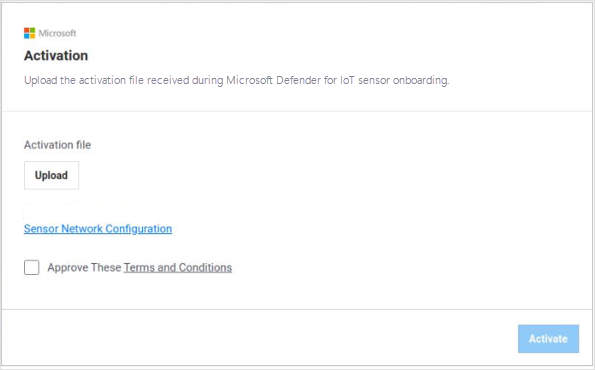 Microsoft
Activation
Upload the activation file received during Microsoft Defender for IoT sensor onboarding.
Activation file
Upload
Sensor Network Configuration
Approve These Terms and Conditions
Activate